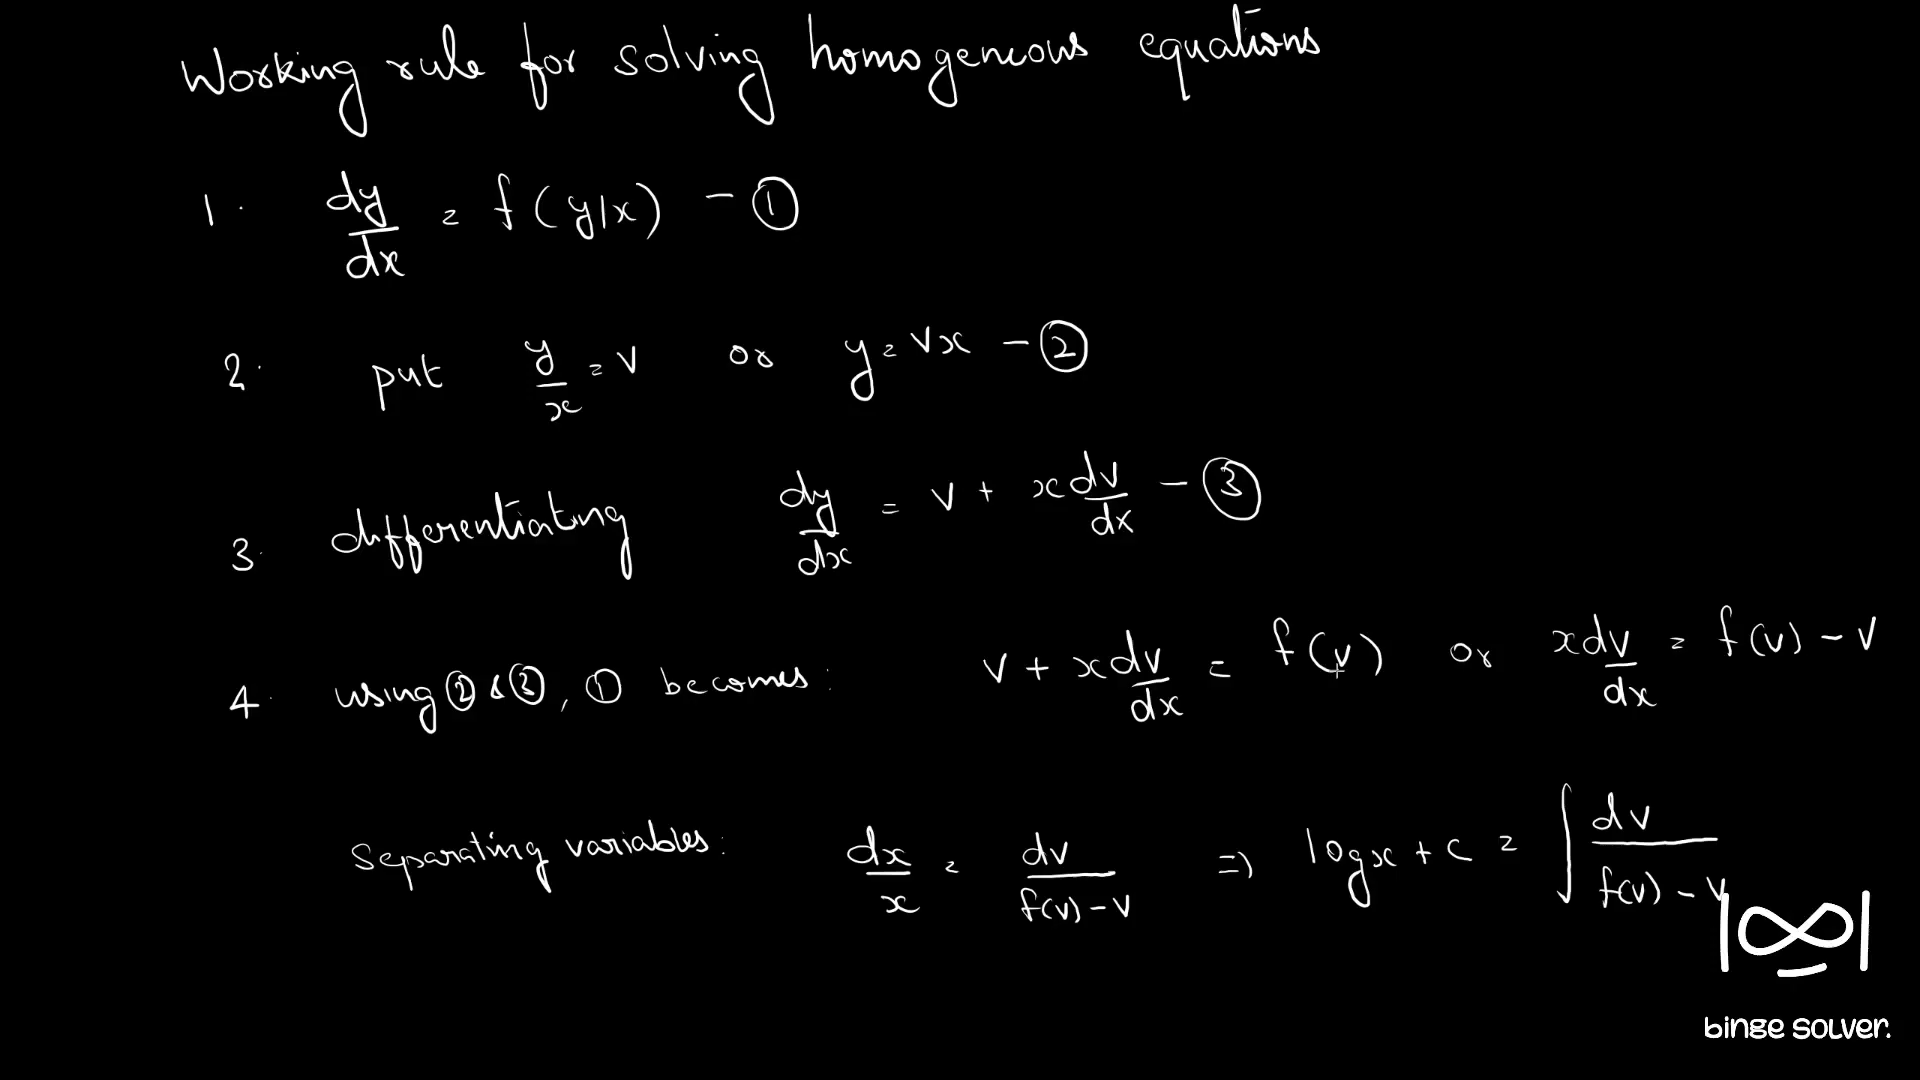 Working rule for solving homogeneous equations
1. dy/dx = f(y/x) - ①
2. put y/x = v or y = vx - ②
3. differentiating dy/dx = v + x dv/dx - ③
4. using ② & ③, ① becomes: v + x dv/dx = f(v) or x dv/dx = f(v) - v
Separating variables: dx/x = dv/(f(v) - v) => log x + c = ∫ dv/(f(v) - v)
binge solver.